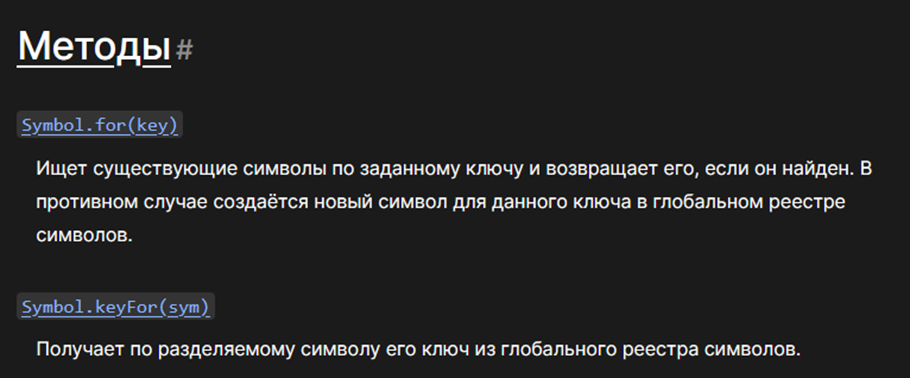 Методы#
Symbol.for(key)
Ищет существующие символы по заданному ключу и возвращает его, если он найден. В
противном случае создаётся новый символ для данного ключа в глобальном реестре
символов.
Symbol.keyFor(sym)
Получает по разделяемому символу его ключ из глобального реестра символов.